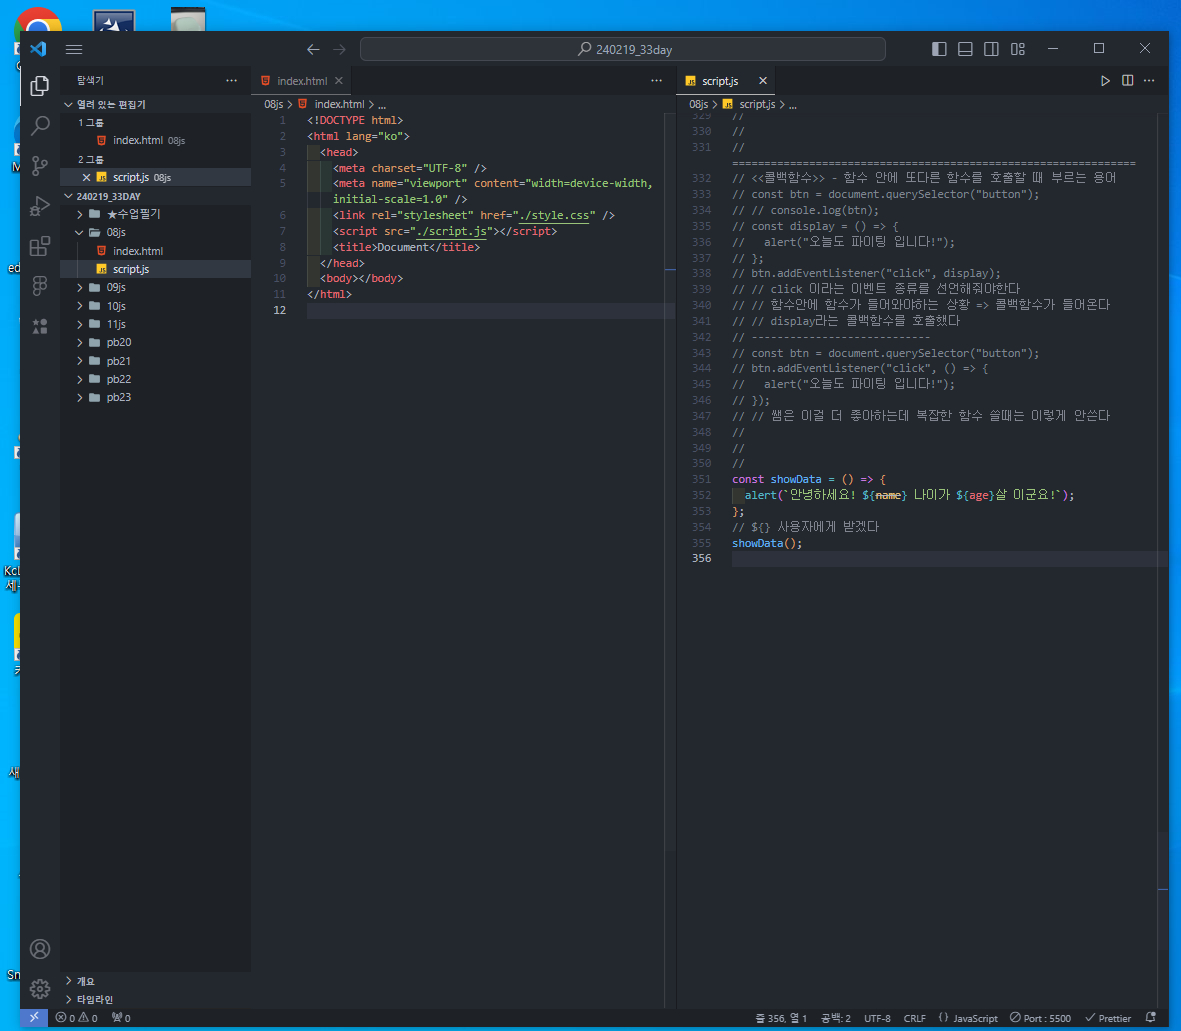 240219_33day
탐색기
열려 있는 편집기
1 그룹
index.html 08js
2 그룹
script.js 08js
240219_33DAY
★수업필기
08js
index.html
script.js
09js
10js
11js
pb20
pb21
pb22
pb23
개요
타임라인
index.html
08js > index.html > ...
1 <!DOCTYPE html>
2 <html lang="ko">
3 <head>
4 <meta charset="UTF-8" />
5 <meta name="viewport" content="width=device-width,
initial-scale=1.0" />
6 <link rel="stylesheet" href="./style.css" />
7 <script src="./script.js"></script>
8 <title>Document</title>
9 </head>
10 <body></body>
11 </html>
12
script.js
08js > script.js > ...
329 //
330 //
331 //
===============================================================
332 // <<콜백함수>> - 함수 안에 또다른 함수를 호출할 때 부르는 용어
333 // const btn = document.querySelector("button");
334 // // console.log(btn);
335 // const display = () => {
336 //   alert("오늘도 파이팅 입니다!");
337 // };
338 // btn.addEventListener("click", display);
339 // // click 이라는 이벤트 종류를 선언해줘야한다
340 // // 함수안에 함수가 들어와야하는 상황 => 콜백함수가 들어온다
341 // // display라는 콜백함수를 호출했다
342 // ----------------------------
343 // const btn = document.querySelector("button");
344 // btn.addEventListener("click", () => {
345 //   alert("오늘도 파이팅 입니다!");
346 // });
347 // // 쌤은 이걸 더 좋아하는데 복잡한 함수 쓸때는 이렇게 안쓴다
348 //
349 //
350 //
351 const showData = () => {
352 alert(`안녕하세요! ${name} 나이가 ${age}살 이군요!`);
353 };
354 // ${} 사용자에게 받겠다
355 showData();
356
0 0 0
줄 356, 열 1 공백: 2 UTF-8 CRLF {} JavaScript Port : 5500 Prettier